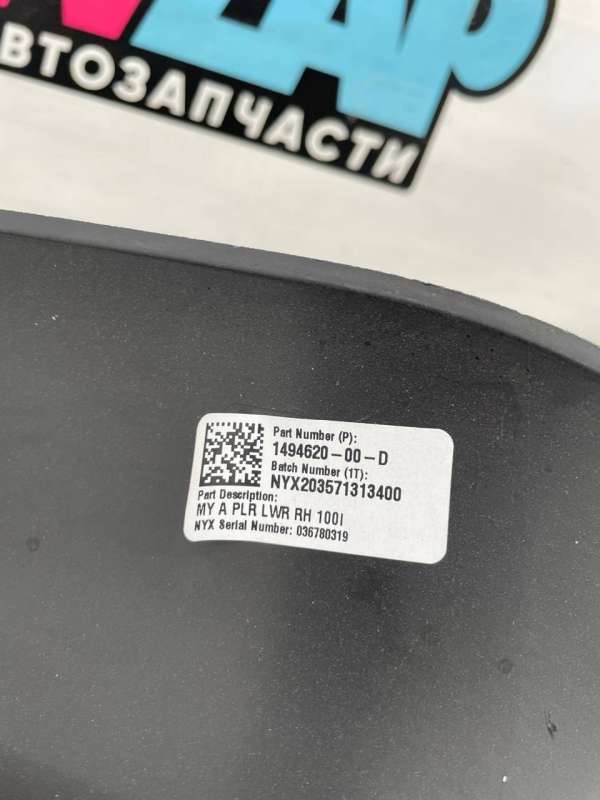 ZAP
АВТОЗАПЧАСТИ
Part Number (P):
1494620-00-D
Batch Number (1T):
NYX203571313400
Part Description:
MY A PLR LWR RH 100I
NYX Serial Number: 036780319